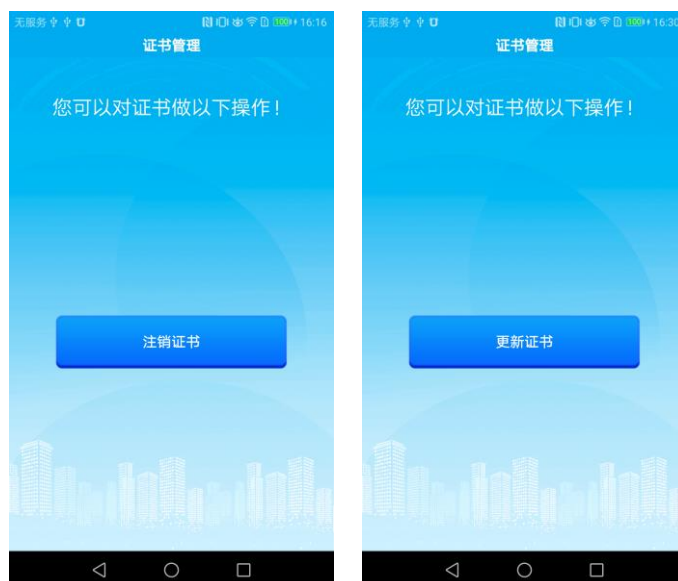 无服务 100 16:16
证书管理
您可以对证书做以下操作！
注销证书
无服务 100 16:30
证书管理
您可以对证书做以下操作！
更新证书